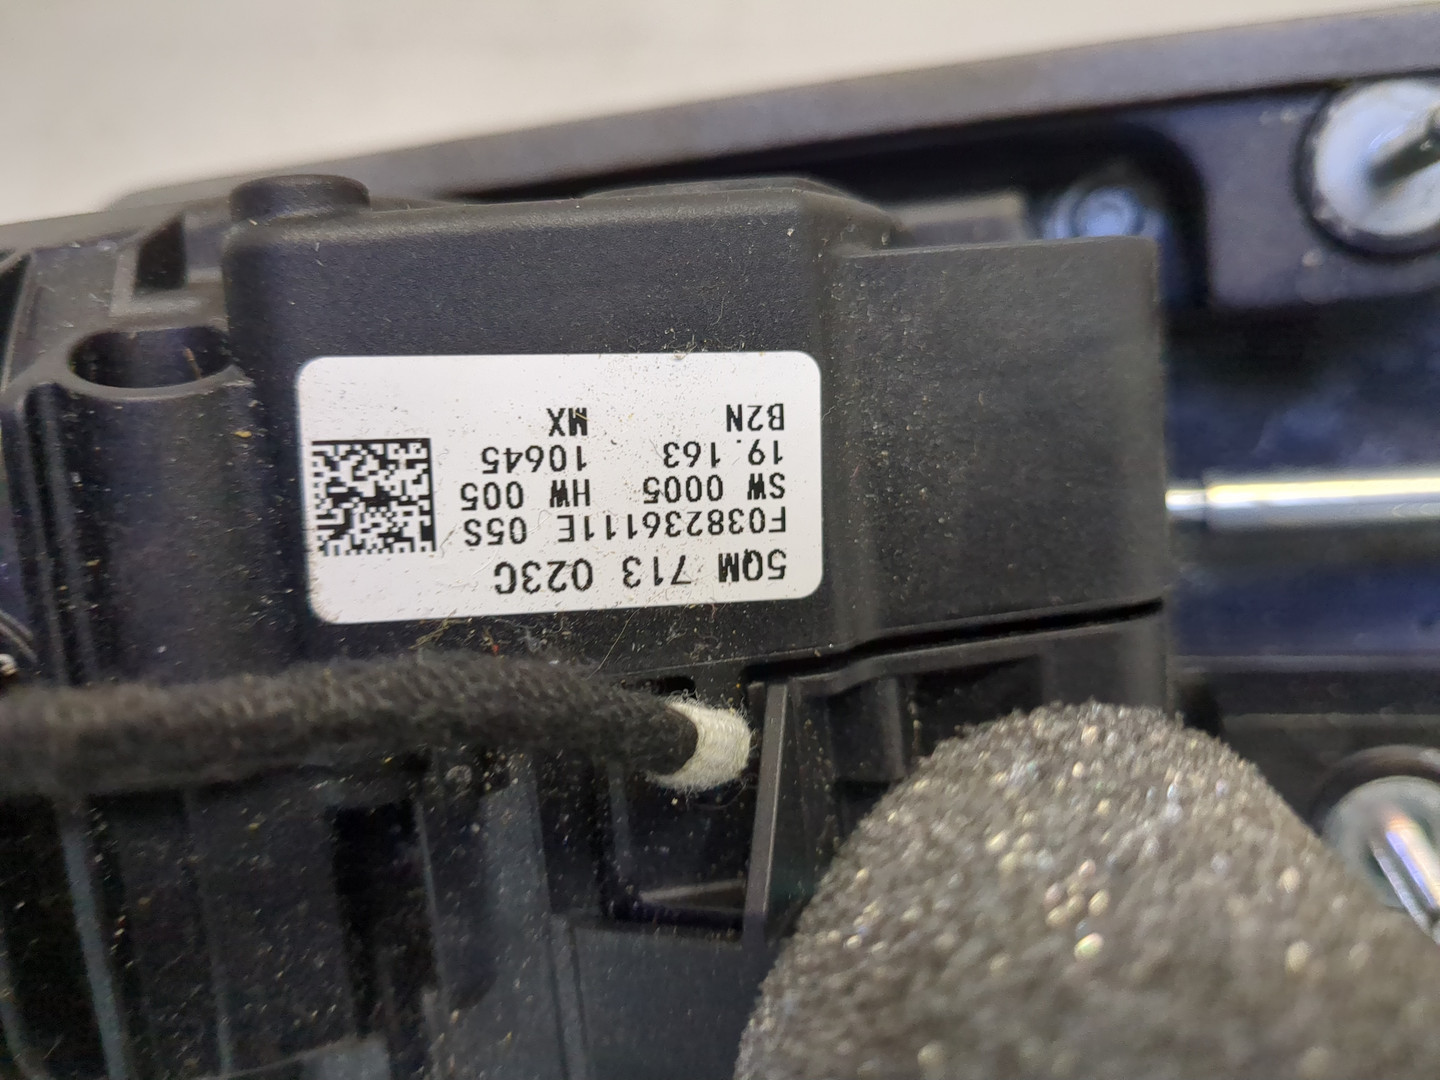 5QM 713 023C
F038236111E 05S
SW 0005 HW 005
19.163 10645
B2N MX